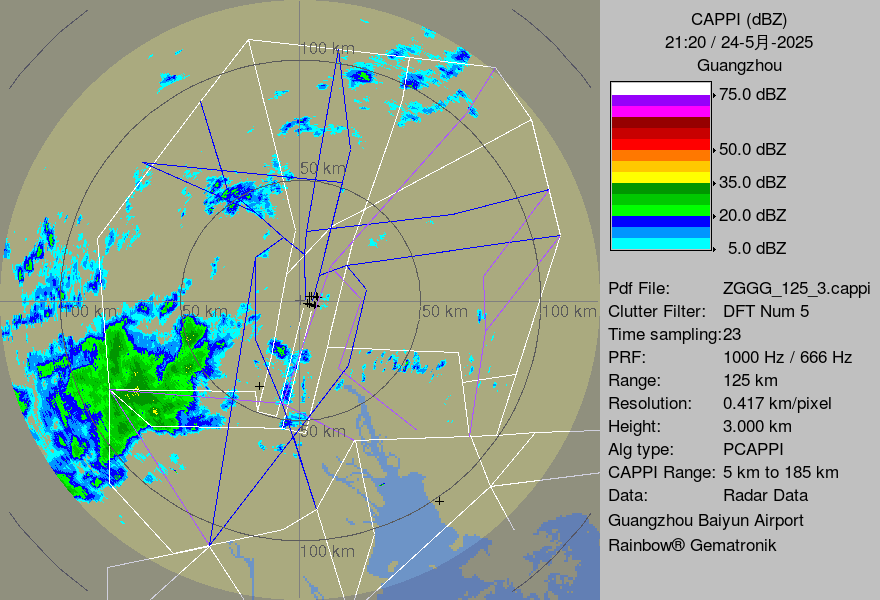 CAPPI (dBZ)
21:20 / 24-5月-2025
Guangzhou
75.0 dBZ
50.0 dBZ
35.0 dBZ
20.0 dBZ
5.0 dBZ
Pdf File: ZGGG_125_3.cappi
Clutter Filter: DFT Num 5
Time sampling:23
PRF: 1000 Hz / 666 Hz
Range: 125 km
Resolution: 0.417 km/pixel
Height: 3.000 km
Alg type: PCAPPI
CAPPI Range: 5 km to 185 km
Data: Radar Data
Guangzhou Baiyun Airport
Rainbow® Gematronik
100 km
50 km
100 km
50 km
50 km
100 km
50 km
100 km